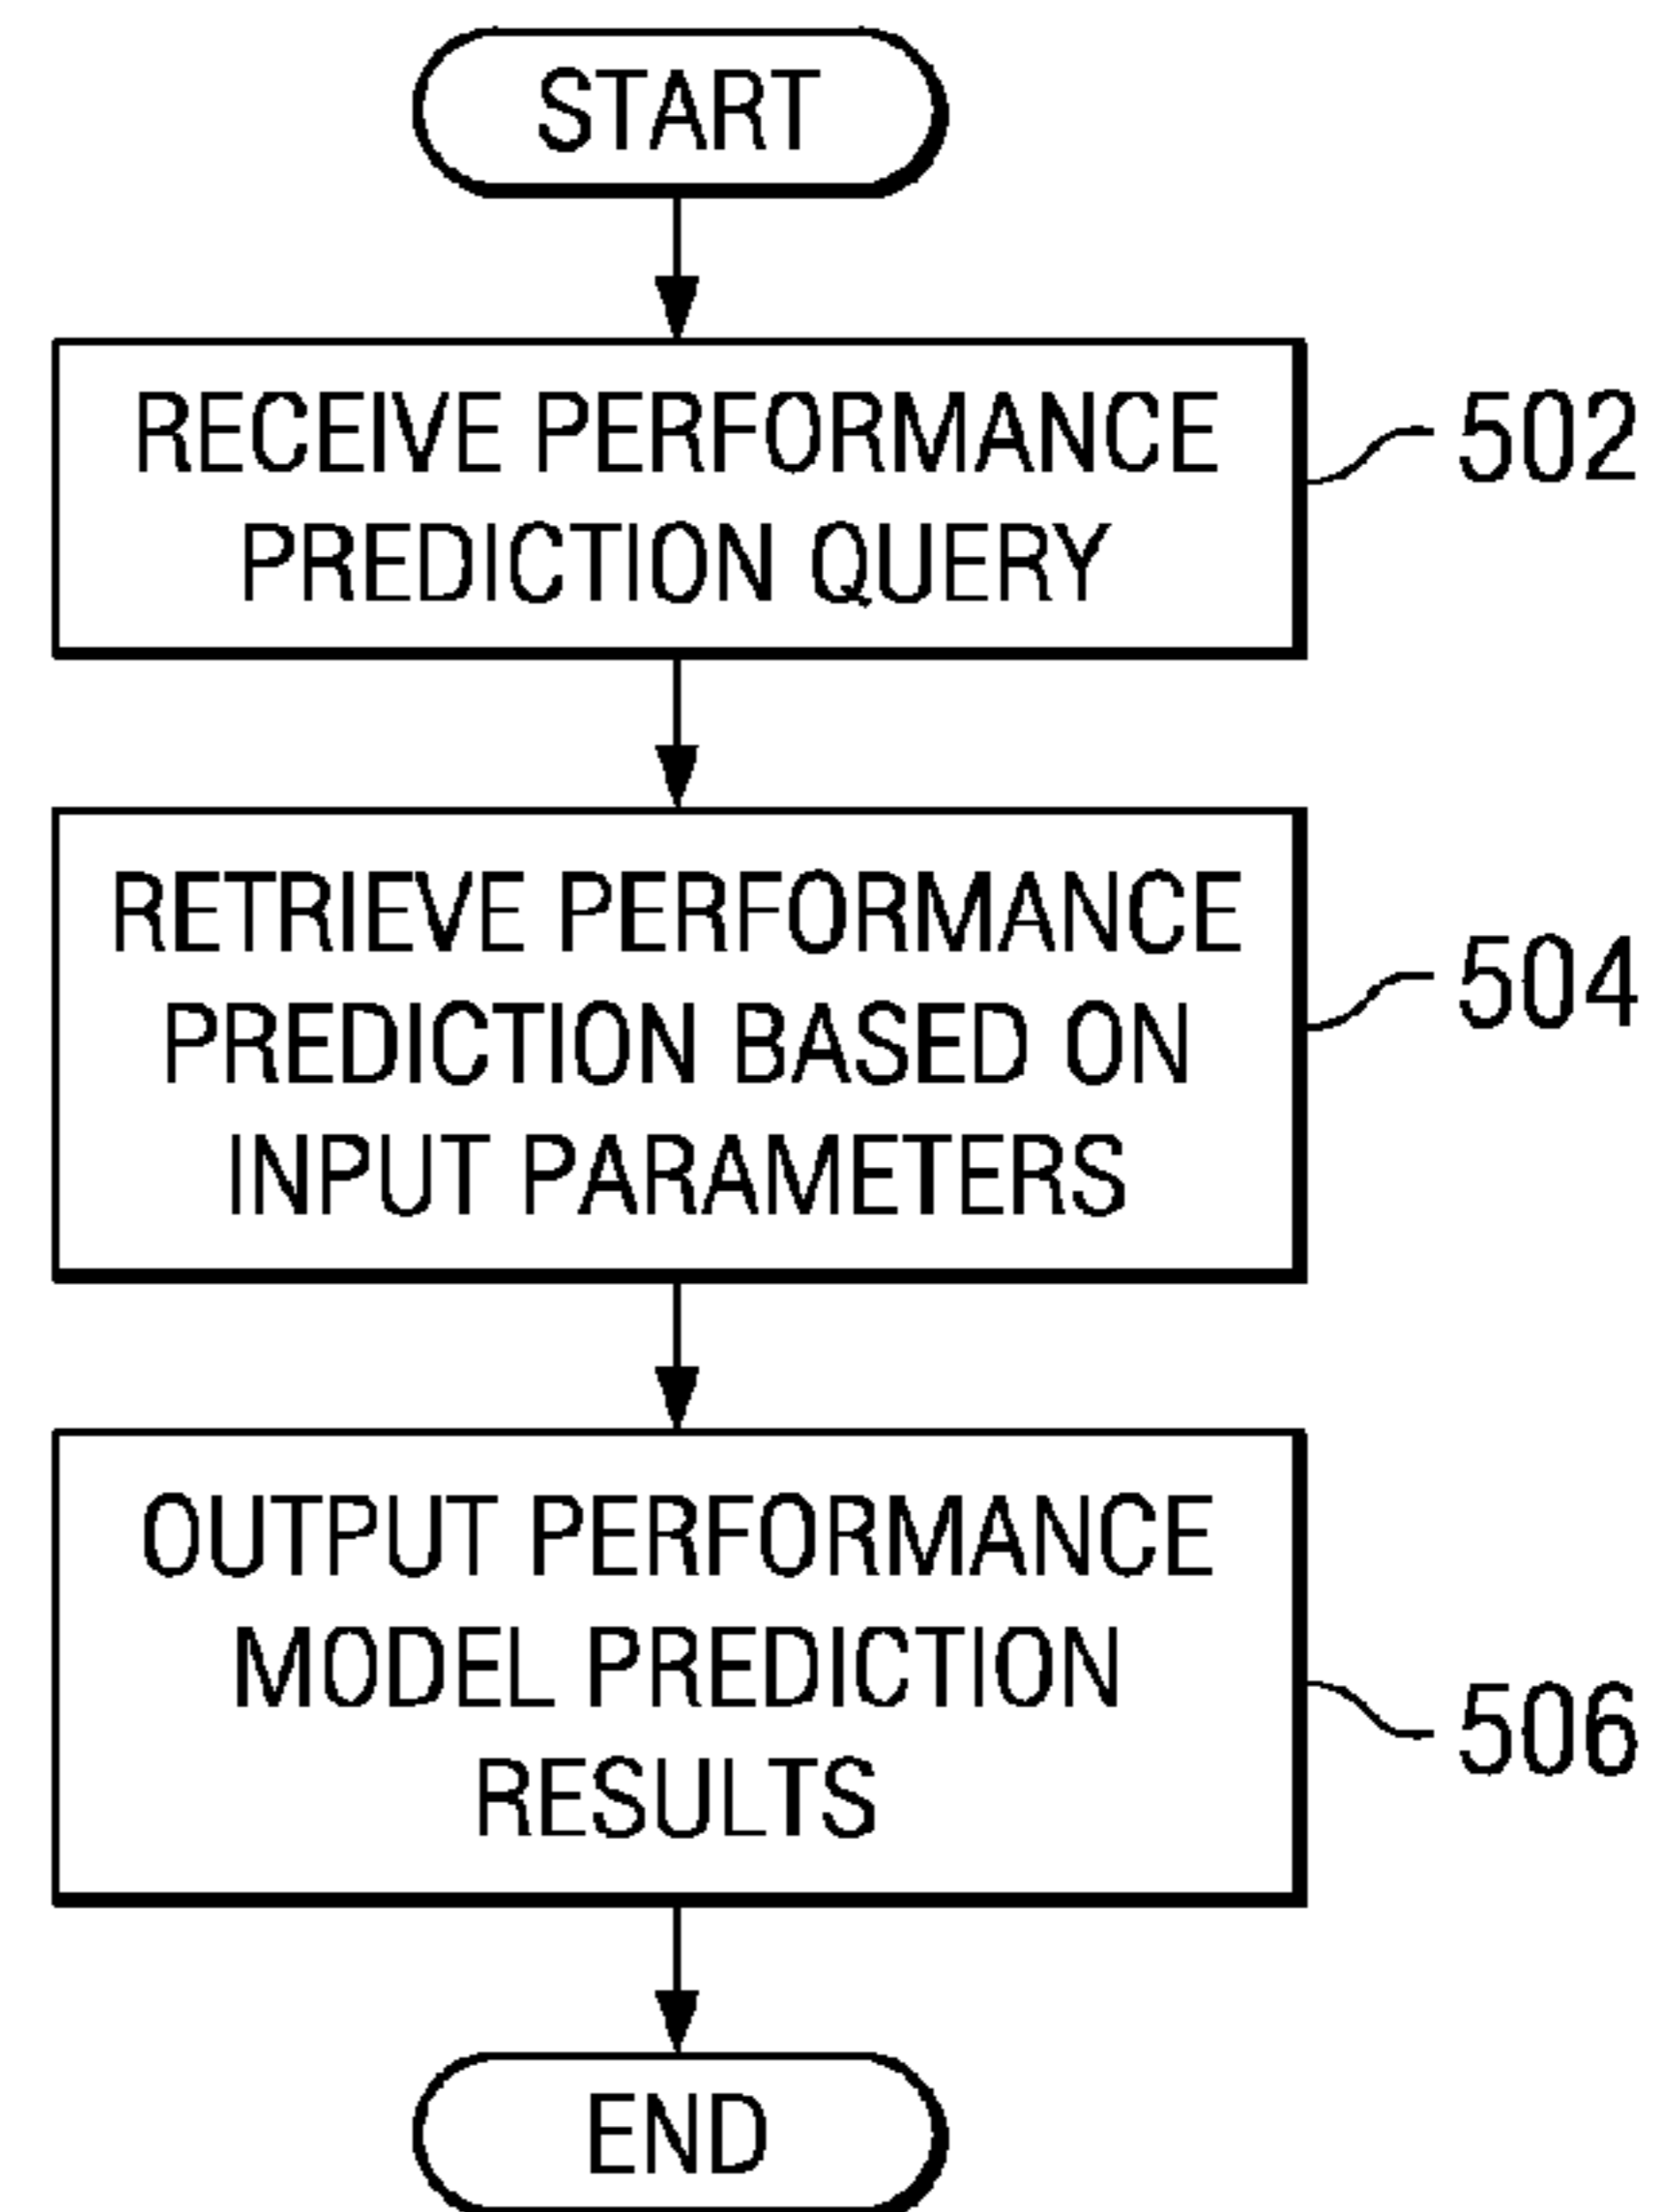 START
RECEIVE PERFORMANCE
PREDICTION QUERY
502
RETRIEVE PERFORMANCE
PREDICTION BASED ON
INPUT PARAMETERS
504
OUTPUT PERFORMANCE
MODEL PREDICTION
RESULTS
506
END